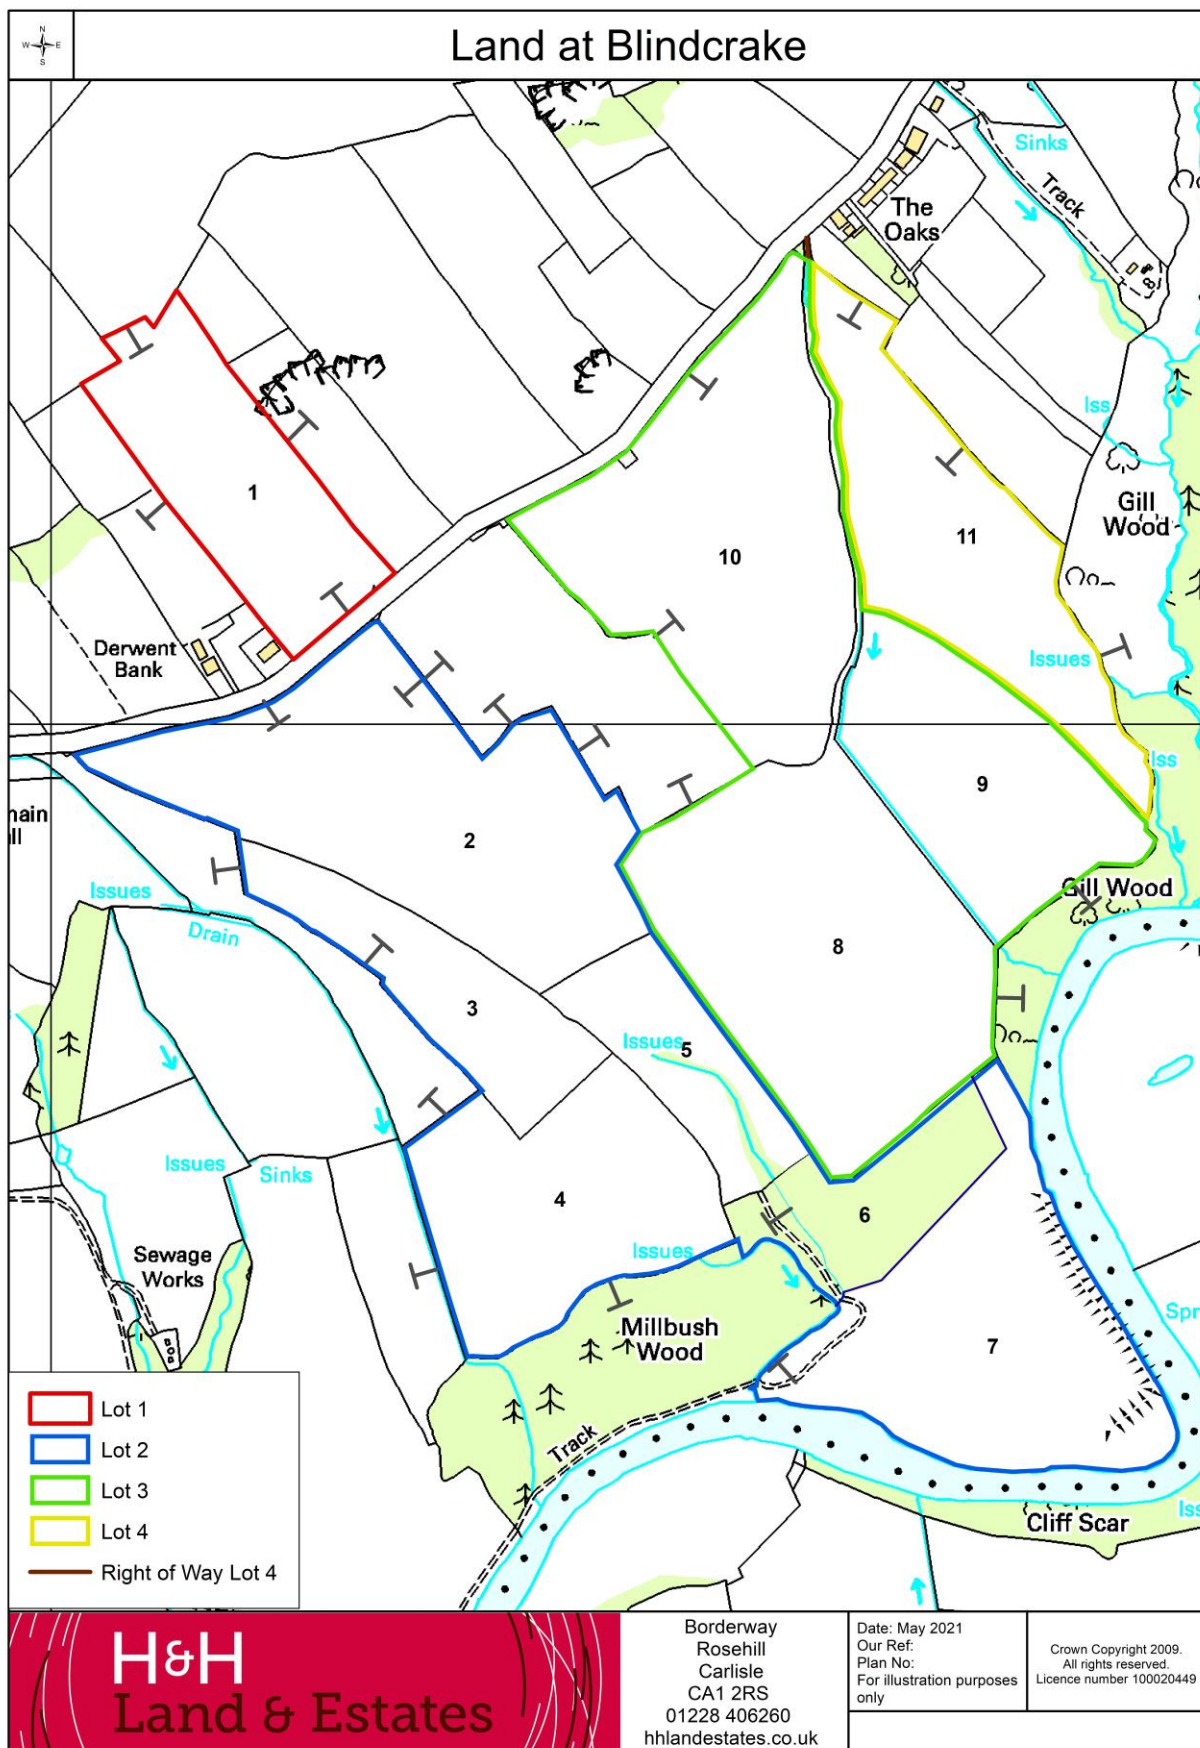 N
W E
S
Land at Blindcrake
Sinks
Track
The
Oaks
Iss
1
Gill
Wood
11
10
Derwent
Bank
Issues
Iss
9
2
Gill Wood
Issues
Drain
8
3
Issues
5
Issues
Sinks
4
6
Sewage
Works
Issues
Millbush
Wood
7
Track
Cliff Scar
Lot 1
Lot 2
Lot 3
Lot 4
Right of Way Lot 4
H&H
Land & Estates
Borderway
Rosehill
Carlisle
CA1 2RS
01228 406260
hhlandestates.co.uk
Date: May 2021
Our Ref:
Plan No:
For illustration purposes
only
Crown Copyright 2009.
All rights reserved.
Licence number 100020449